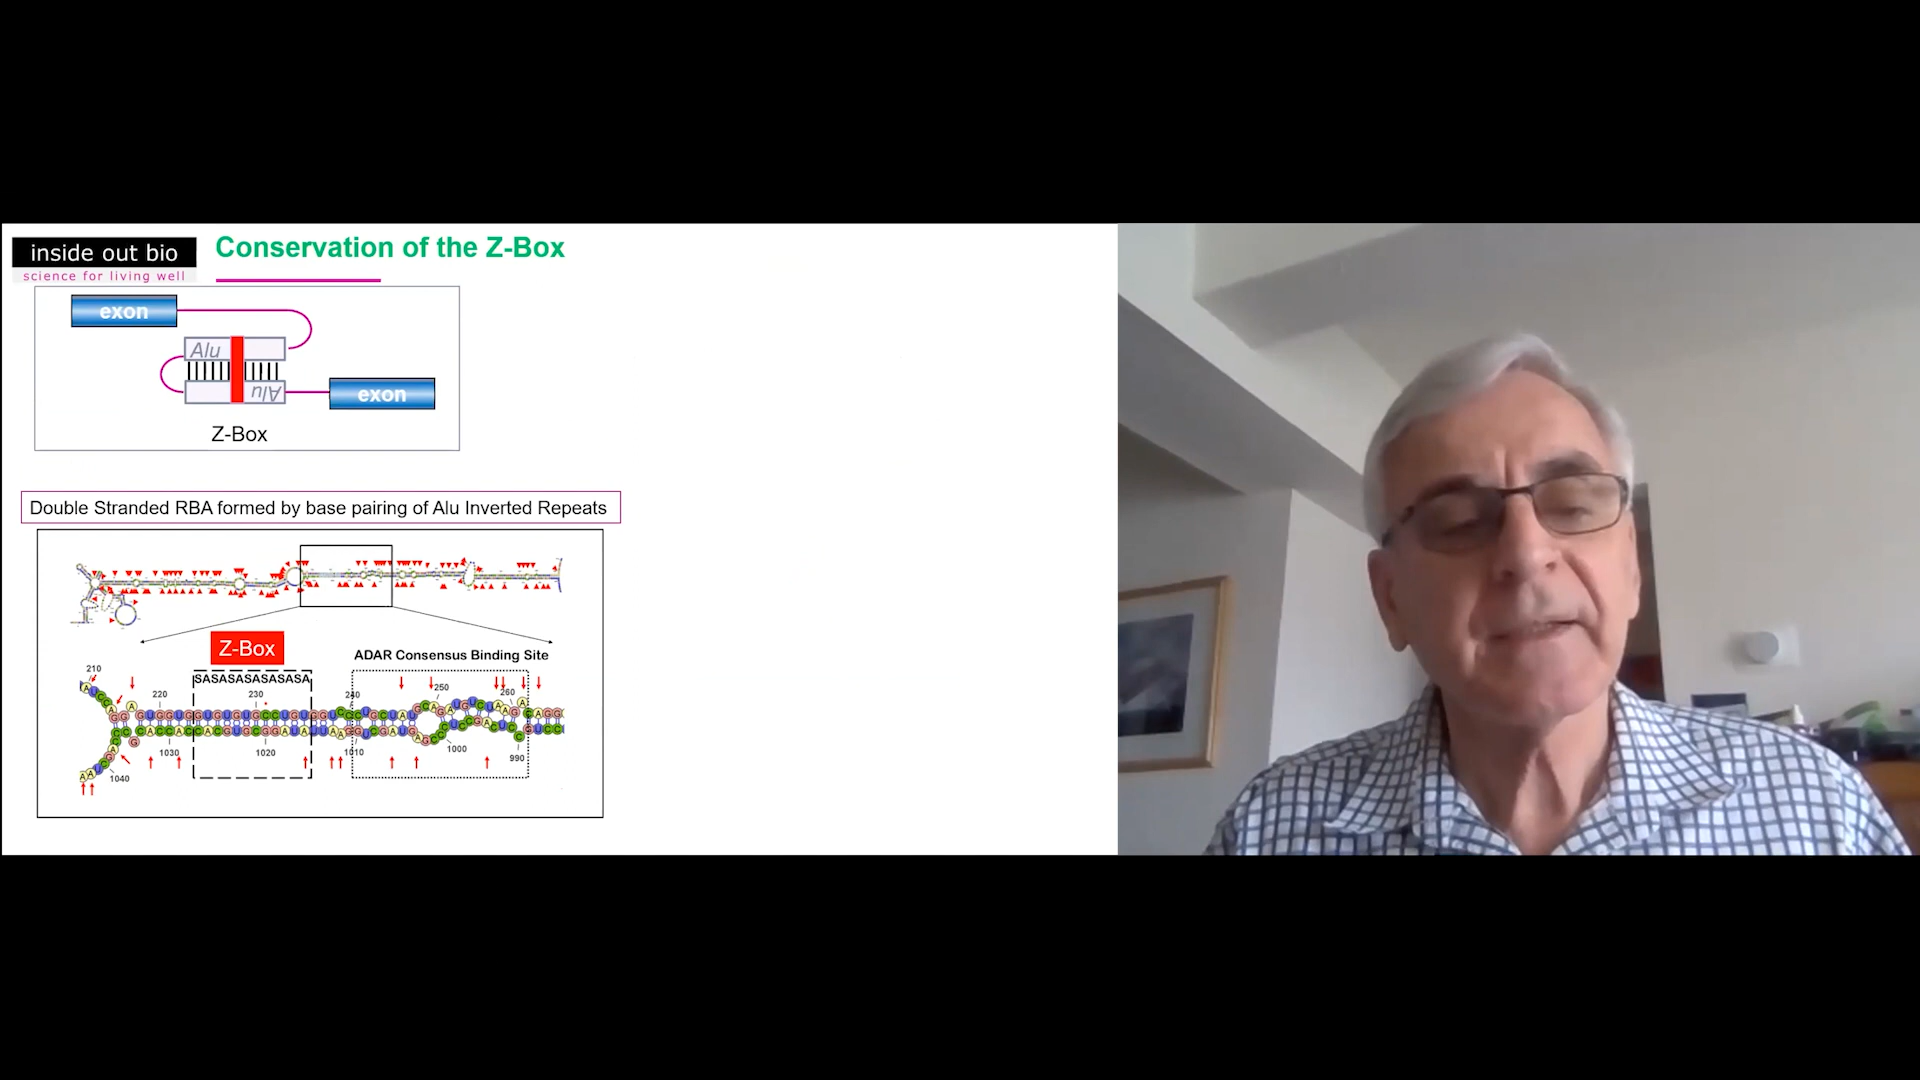 inside out bio
science for living well
Conservation of the Z-Box
exon
Alu
Alu
exon
Z-Box
Double Stranded RBA formed by base pairing of Alu Inverted Repeats
Z-Box
ADAR Consensus Binding Site
SASASASASASASA
210
220
230
240
250
260
1040
1030
1020
1010
1000
990